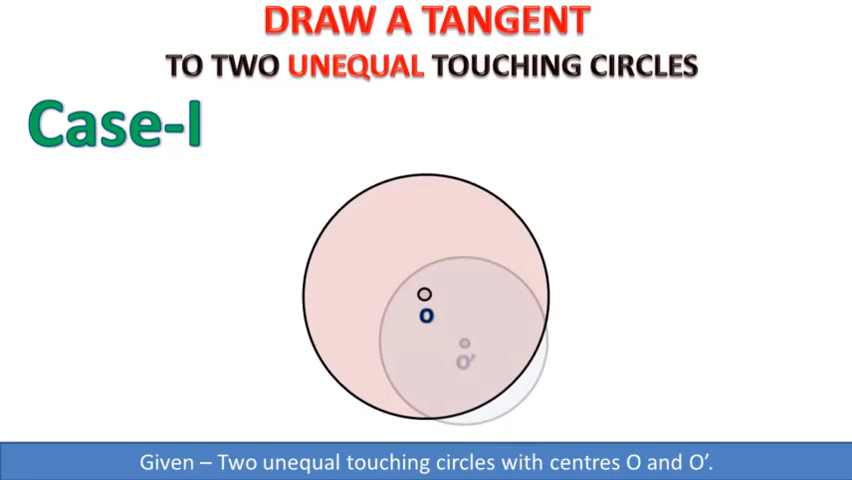 DRAW A TANGENT
TO TWO UNEQUAL TOUCHING CIRCLES
Case-I
O
O’
Given – Two unequal touching circles with centres O and O’.